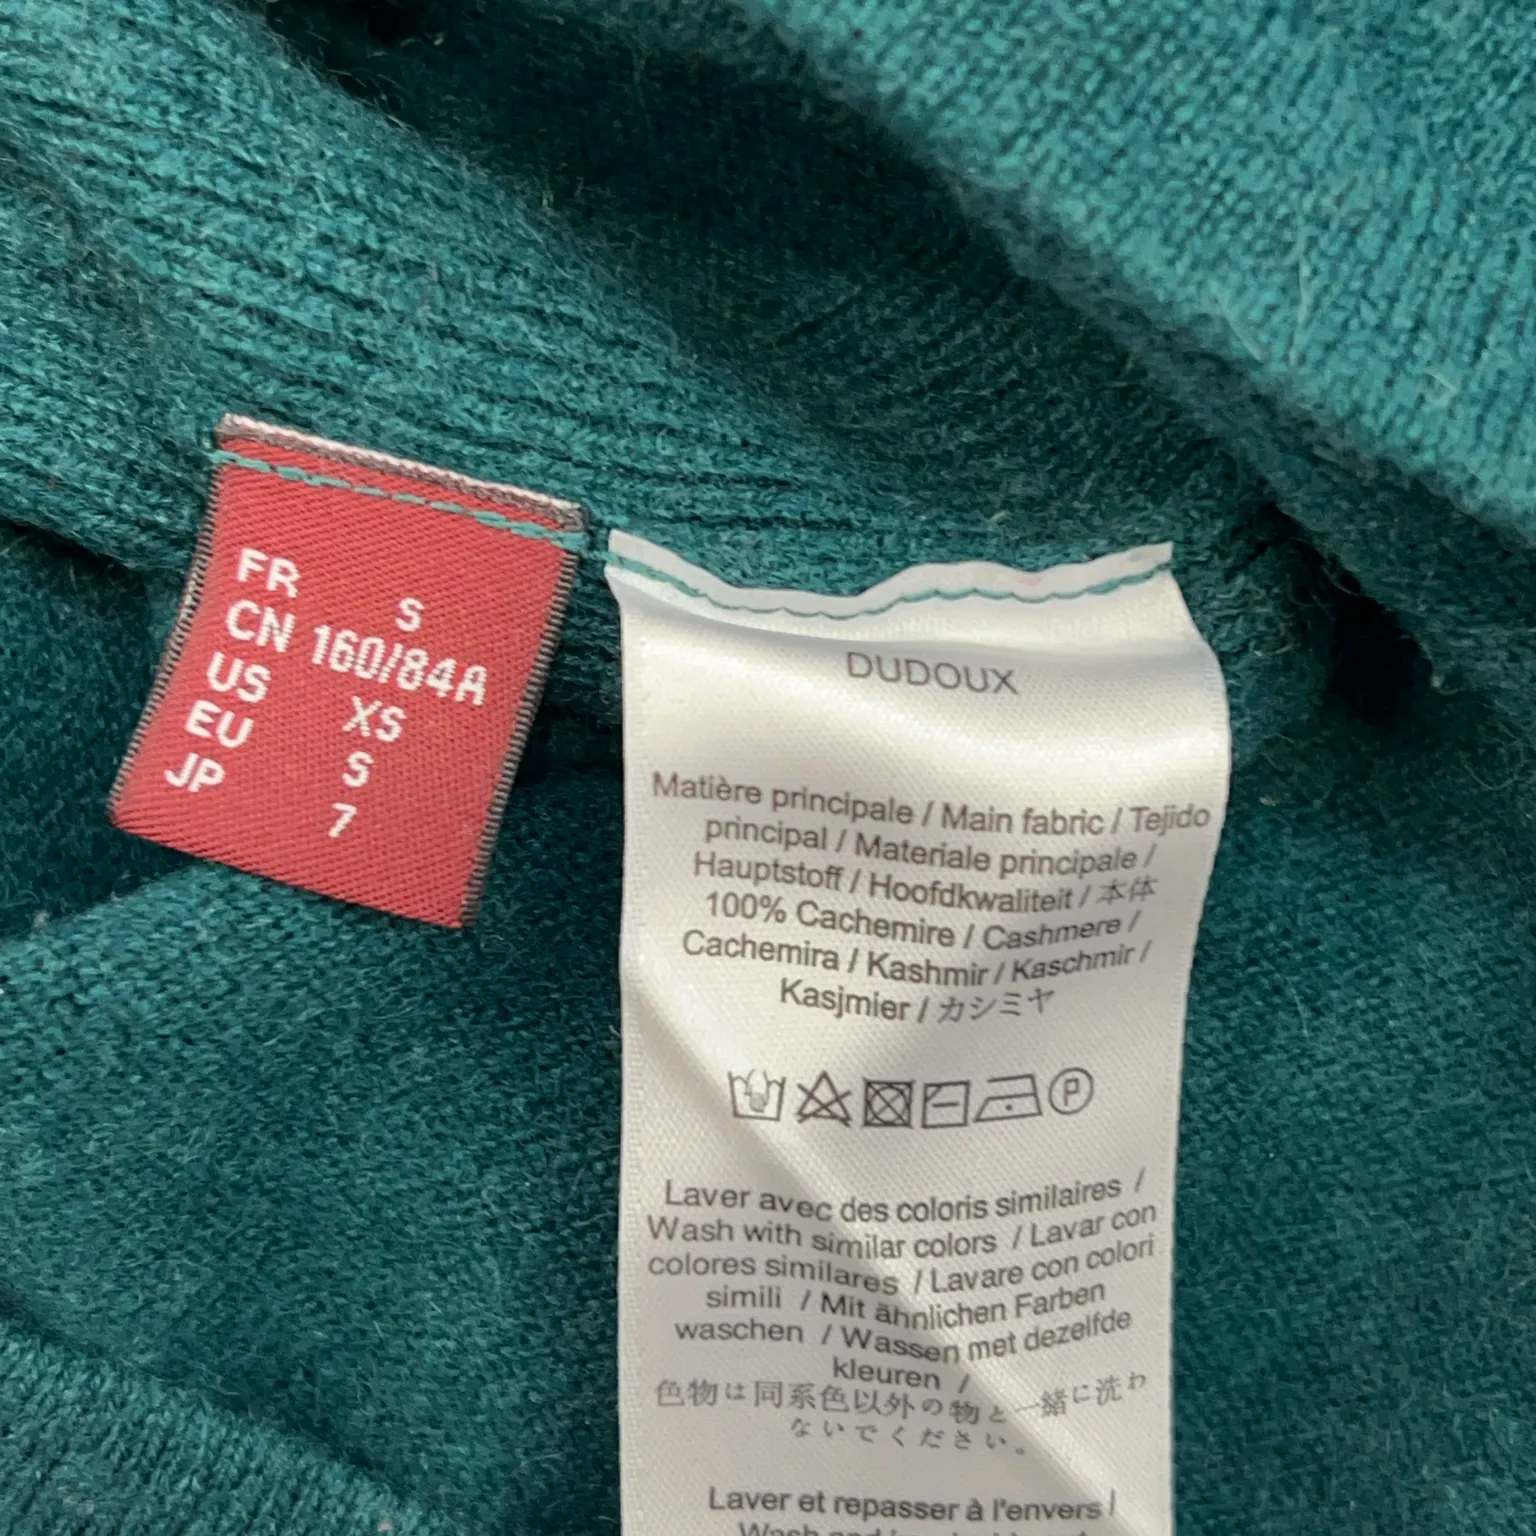 FR S
CN 160/84A
US XS
EU S
JP 7
DUDOUX
Matière principale / Main fabric / Tejido
principal / Materiale principale /
Hauptstoff / Hoofdkwaliteit / 本体
100% Cachemire / Cashmere /
Cachemira / Kashmir / Kaschmir /
Kasjmier / カシミヤ
P
Laver avec des coloris similaires /
Wash with similar colors / Lavar con
colores similares / Lavare con colori
simili / Mit ähnlichen Farben
waschen / Wassen met dezelfde
kleuren /
色物は同系色以外の物と一緒に洗わ
ないでください。
Laver et repasser à l'envers /
Wash and